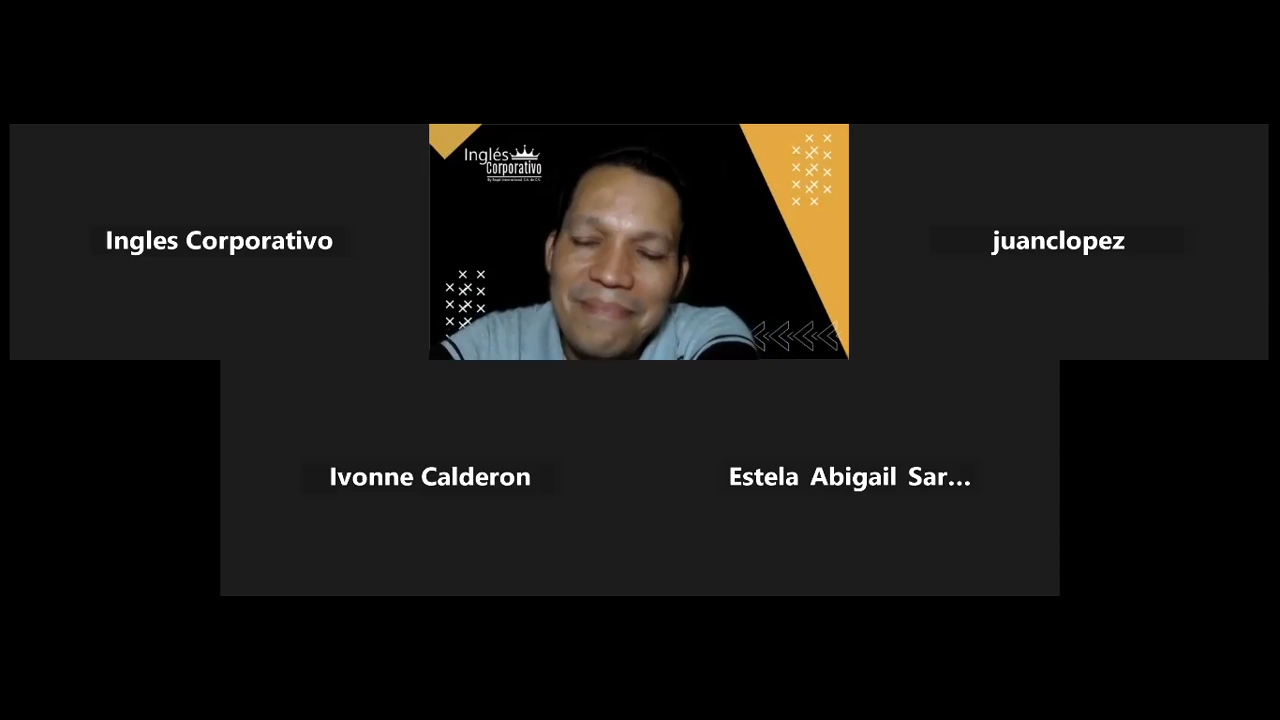 Ingles Corporativo
Inglés
Corporativo
juanclopez
Ivonne Calderon
Estela Abigail Sar...